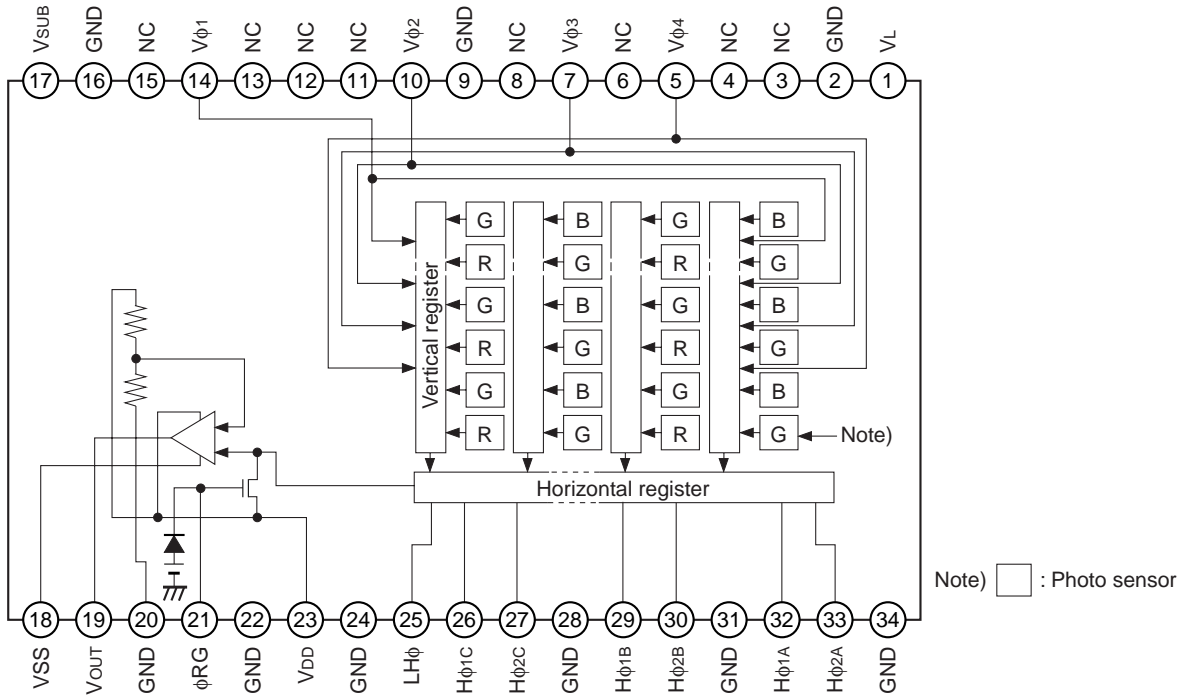 VSUB GND NC Vϕ1 NC NC NC Vϕ2 GND NC Vϕ3 NC Vϕ4 NC NC GND VL
17 16 15 14 13 12 11 10 9 8 7 6 5 4 3 2 1
Vertical register
G B G B
R G R G
G B G B
R G R G
G B G B
R G R G
Note)
Horizontal register
Note) : Photo sensor
18 19 20 21 22 23 24 25 26 27 28 29 30 31 32 33 34
VSS VOUT GND ϕRG GND VDD GND LHϕ Hϕ1C Hϕ2C GND Hϕ1B Hϕ2B GND Hϕ1A Hϕ2A GND